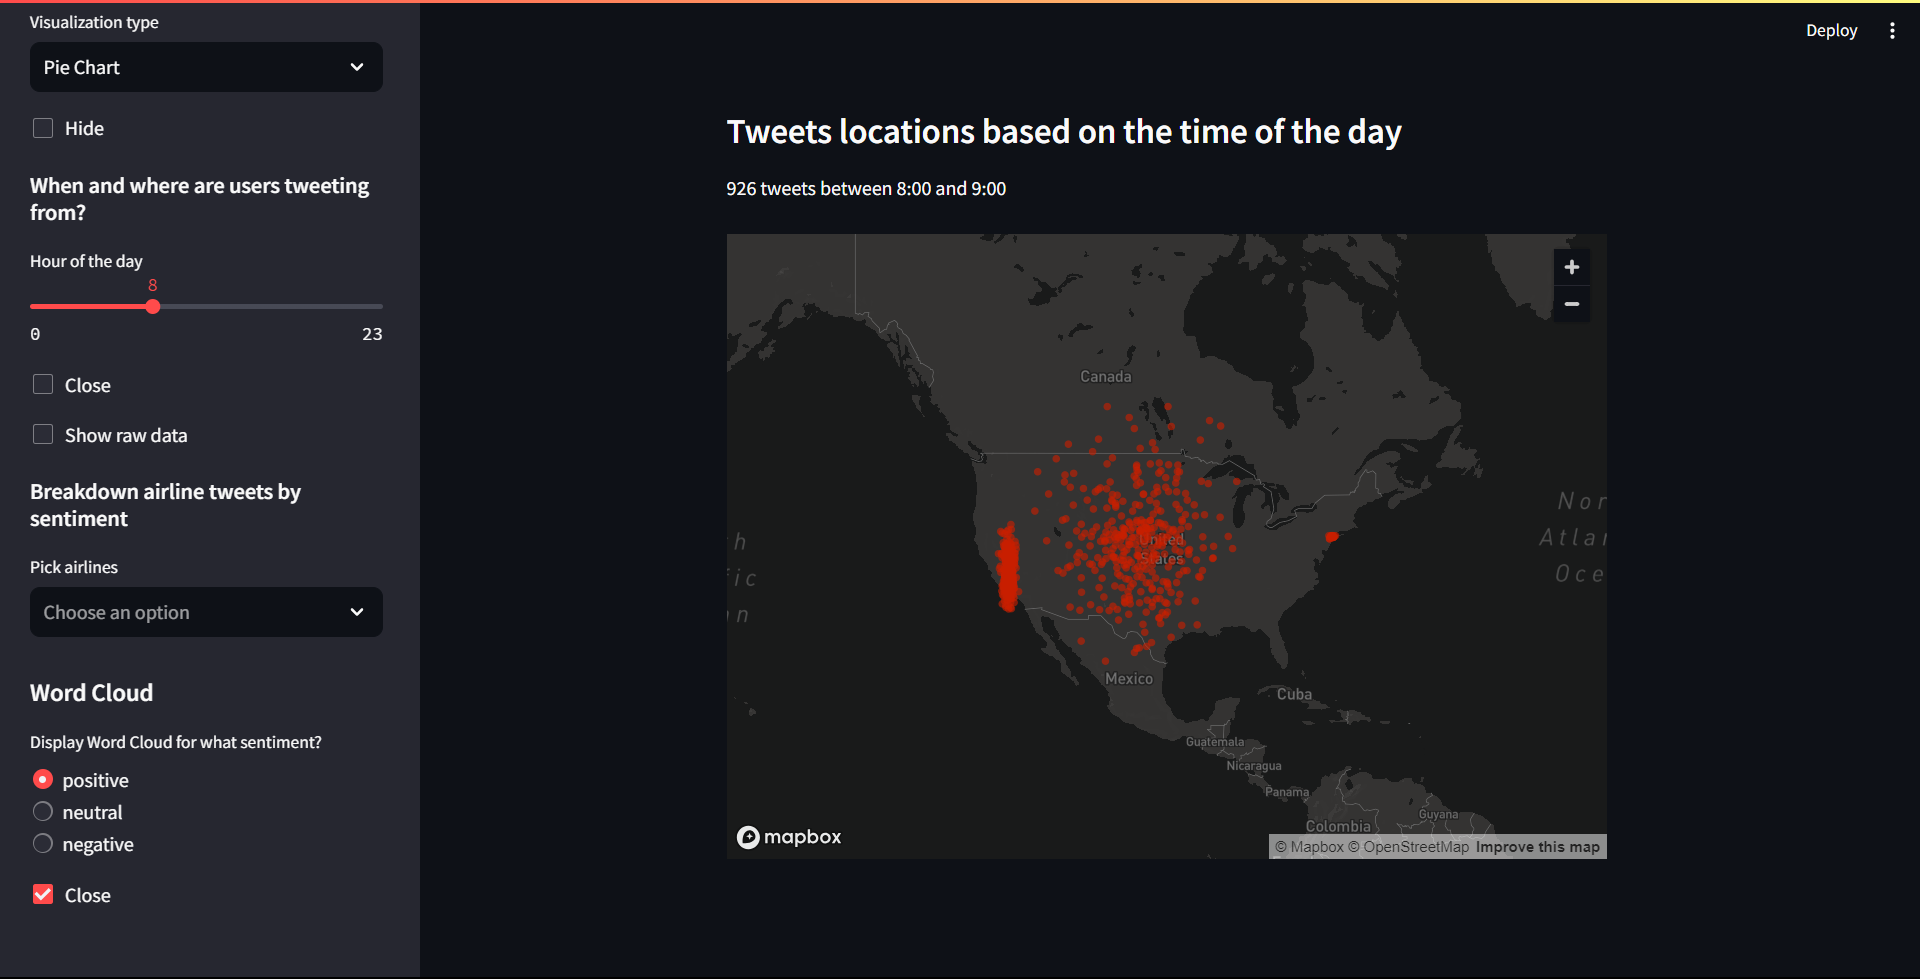 Visualization type
Pie Chart
Hide
When and where are users tweeting
from?
Hour of the day
8
0 23
Close
Show raw data
Breakdown airline tweets by
sentiment
Pick airlines
Choose an option
Word Cloud
Display Word Cloud for what sentiment?
positive
neutral
negative
Close
Deploy
Tweets locations based on the time of the day
926 tweets between 8:00 and 9:00
Canada
United
States
Mexico
Cuba
Guatemala
Nicaragua
Panama
Guyana
Colombia
mapbox
© Mapbox © OpenStreetMap Improve this map